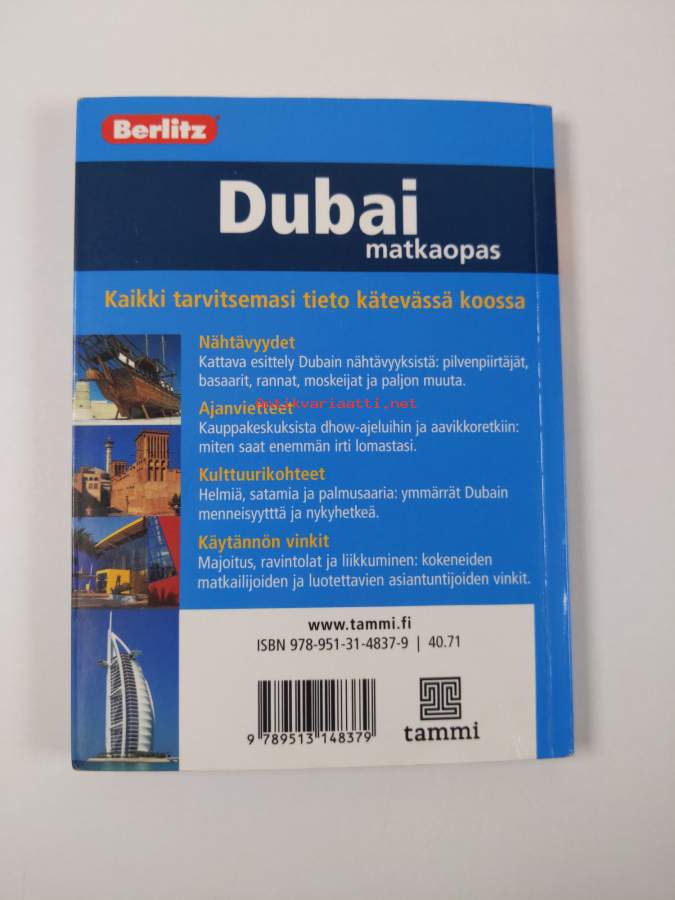 Berlitz
Dubai
matkaopas
Kaikki tarvitsemasi tieto kätevässä koossa
Nähtävyydet
Kattava esittely Dubain nähtävyyksistä: pilvenpiirtäjät,
basaarit, rannat, moskeijat ja paljon muuta.
Antikvariaatti.net
Ajanvietteet
Kauppakeskuksista dhow-ajeluihin ja aavikkoretkiin:
miten saat enemmän irti lomastasi.
Kulttuurikohteet
Helmiä, satamia ja palmusaaria: ymmärrät Dubain
menneisyytttä ja nykyhetkeä.
Käytännön vinkit
Majoitus, ravintolat ja liikkuminen: kokeneiden
matkailijoiden ja luotettavien asiantuntijoiden vinkit.
www.tammi.fi
ISBN 978-951-31-4837-9 | 40.71
9 789513 148379
tammi